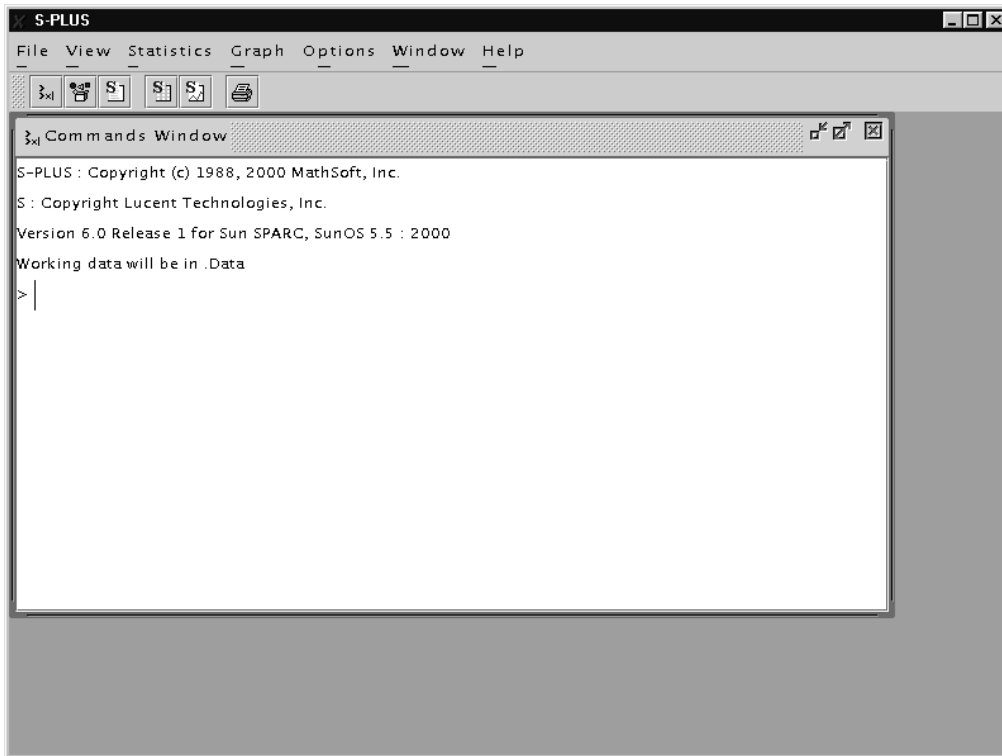 S-PLUS
File View Statistics Graph Options Window Help
Commands Window
S-PLUS : Copyright (c) 1988, 2000 MathSoft, Inc.
S : Copyright Lucent Technologies, Inc.
Version 6.0 Release 1 for Sun SPARC, SunOS 5.5 : 2000
Working data will be in .Data
>